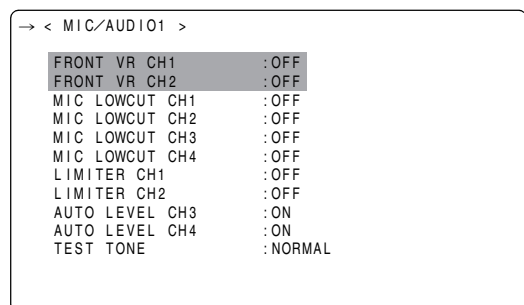 → < MIC/AUDIO1 >
FRONT VR CH1 :OFF
FRONT VR CH2 :OFF
MIC LOWCUT CH1 :OFF
MIC LOWCUT CH2 :OFF
MIC LOWCUT CH3 :OFF
MIC LOWCUT CH4 :OFF
LIMITER CH1 :OFF
LIMITER CH2 :OFF
AUTO LEVEL CH3 :ON
AUTO LEVEL CH4 :ON
TEST TONE :NORMAL